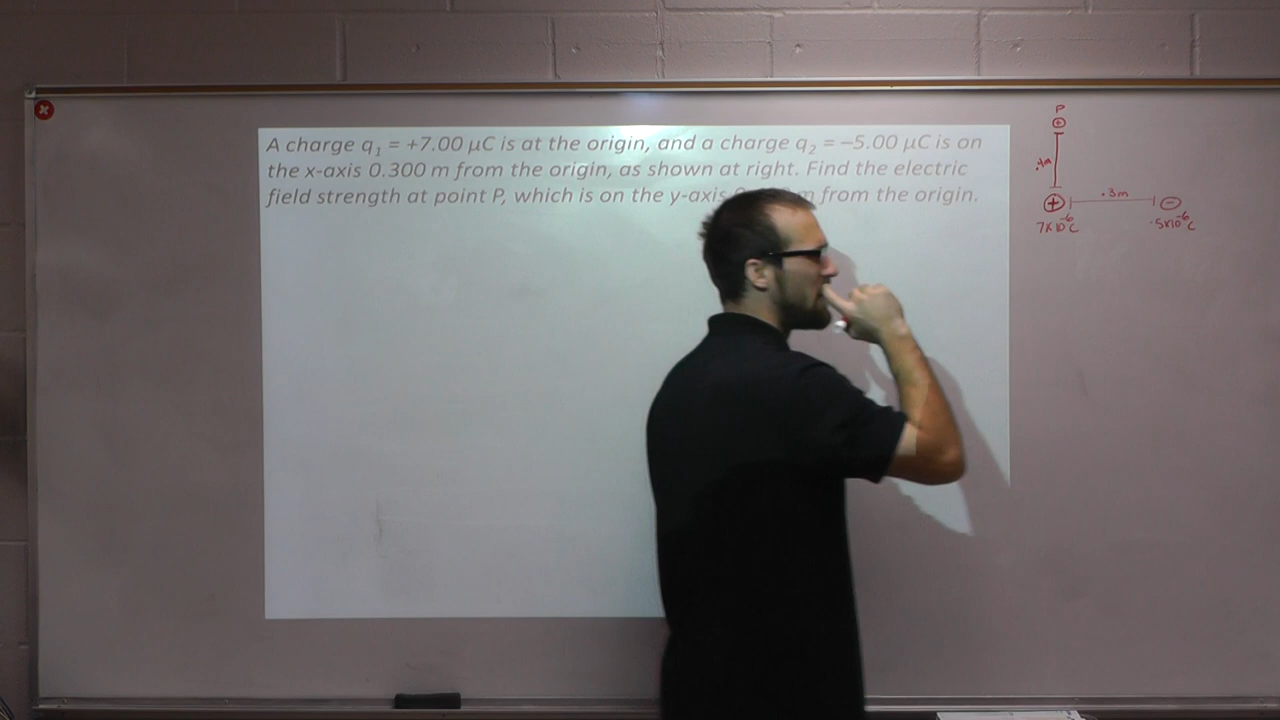 A charge q₁ = +7.00 μC is at the origin, and a charge q₂ = −5.00 μC is on
the x-axis 0.300 m from the origin, as shown at right. Find the electric
field strength at point P, which is on the y-axis m from the origin.
P
+
.4m
+
.3m
−
7x10⁻⁶C
-5x10⁻⁶C